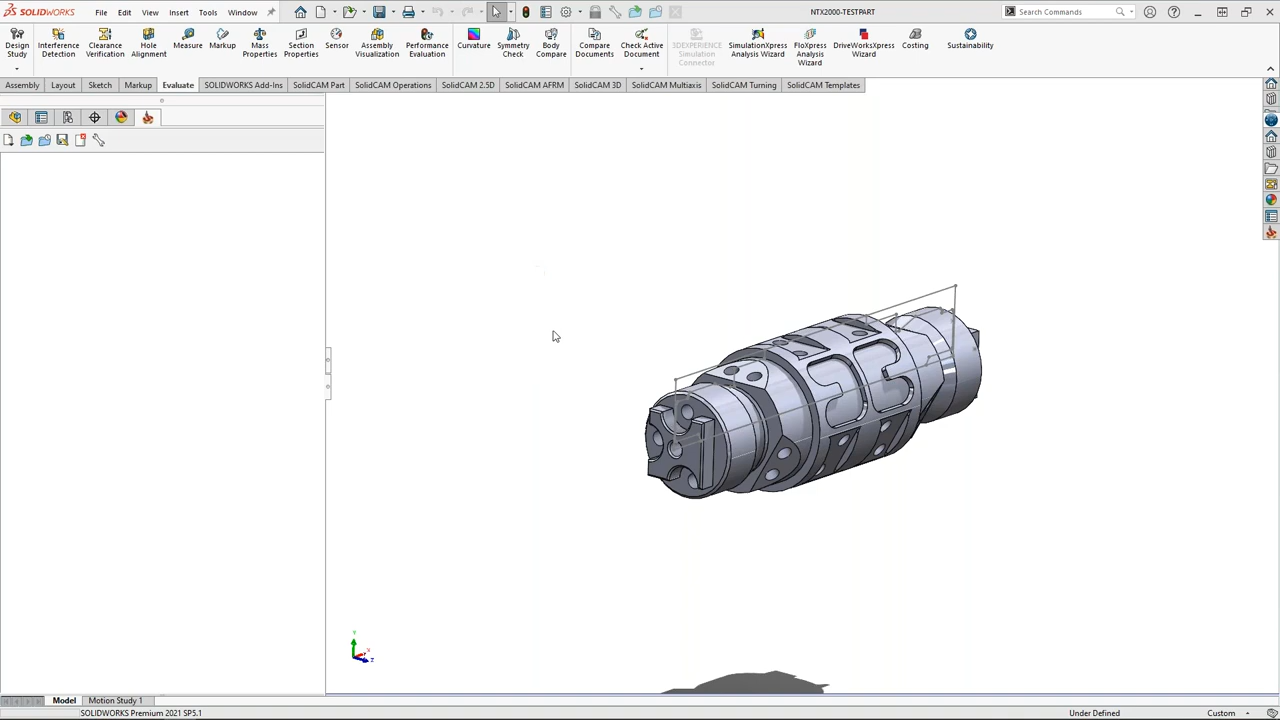 SOLIDWORKS File Edit View Insert Tools Window NTX2000-TESTPART Search Commands
Design Study
Interference Detection
Clearance Verification
Hole Alignment
Measure
Markup
Mass Properties
Section Properties
Sensor
Assembly Visualization
Performance Evaluation
Curvature
Symmetry Check
Body Compare
Compare Documents
Check Active Document
3DEXPERIENCE Simulation Connector
SimulationXpress Analysis Wizard
FloXpress Analysis Wizard
DriveWorksXpress Wizard
Costing
Sustainability
Assembly Layout Sketch Markup Evaluate SOLIDWORKS Add-Ins SolidCAM Part SolidCAM Operations SolidCAM 2.5D SolidCAM AFRM SolidCAM 3D SolidCAM Multiaxis SolidCAM Turning SolidCAM Templates
Y
X
Z
Model Motion Study 1
SOLIDWORKS Premium 2021 SP5.1 Under Defined Custom